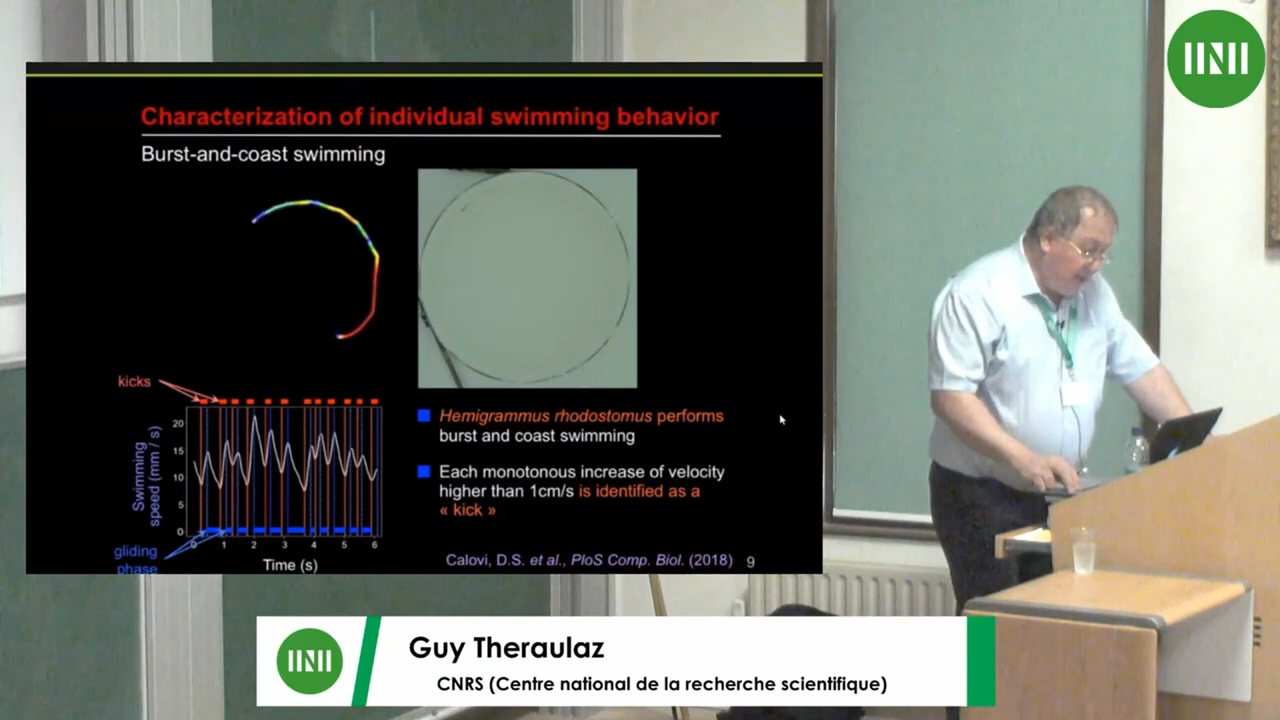 Characterization of individual swimming behavior
Burst-and-coast swimming
kicks
Swimming
speed (mm / s)
20
15
10
5
0
0 1 2 3 4 5 6
Time (s)
gliding
phase
Hemigrammus rhodostomus performs
burst and coast swimming
Each monotonous increase of velocity
higher than 1cm/s is identified as a
« kick »
Calovi, D.S. et al., PloS Comp. Biol. (2018) 9
Guy Theraulaz
CNRS (Centre national de la recherche scientifique)